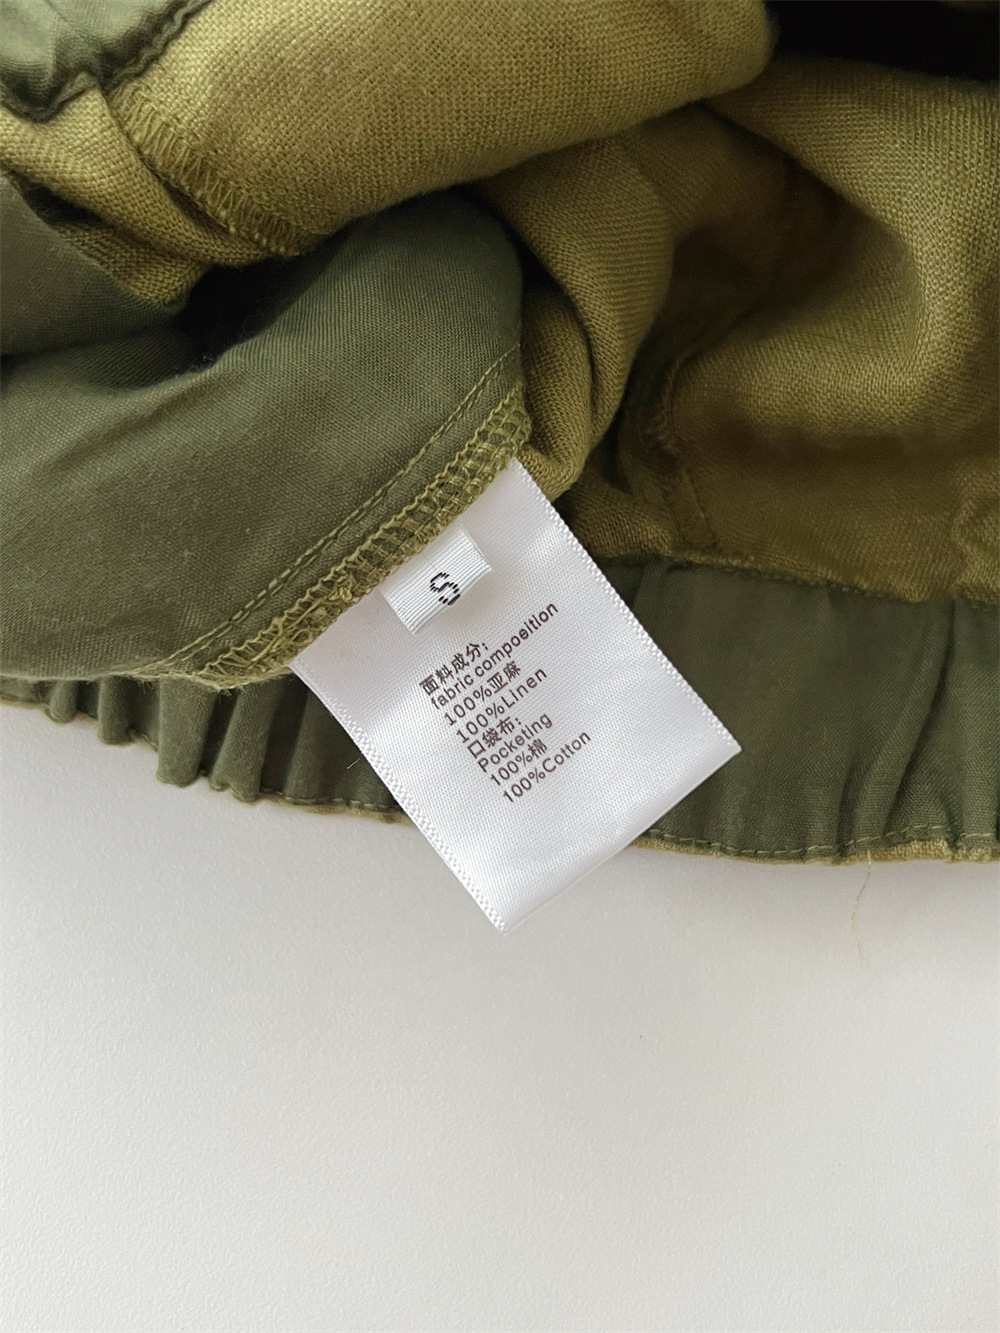 S
面料成分:
fabric composition
100%亚麻
100%Linen
口袋布:
Pocketing
100%棉
100%Cotton